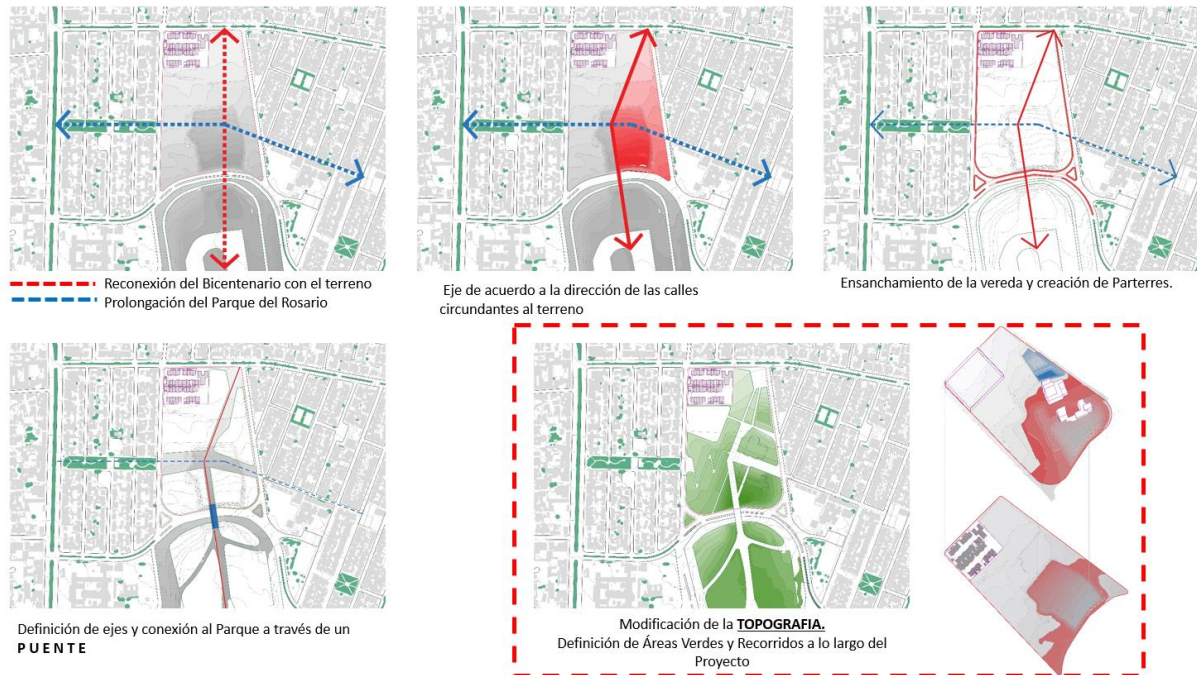 Reconexión del Bicentenario con el terreno
Prolongación del Parque del Rosario
Eje de acuerdo a la dirección de las calles
circundantes al terreno
Ensanchamiento de la vereda y creación de Parterres.
Definición de ejes y conexión al Parque a través de un
P U E N T E
Modificación de la TOPOGRAFIA.
Definición de Áreas Verdes y Recorridos a lo largo del
Proyecto